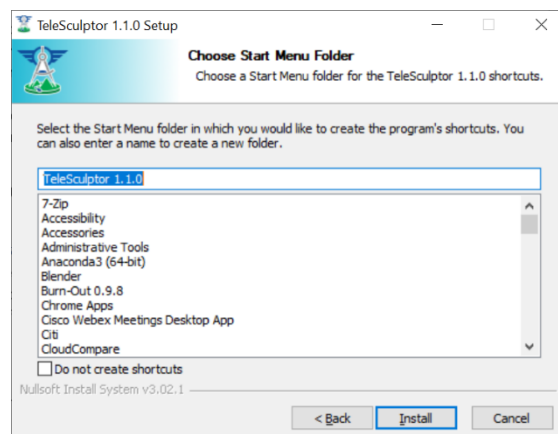 TeleSculptor 1.1.0 Setup
Choose Start Menu Folder
Choose a Start Menu folder for the TeleSculptor 1.1.0 shortcuts.
Select the Start Menu folder in which you would like to create the program's shortcuts. You
can also enter a name to create a new folder.
TeleSculptor 1.1.0
7-Zip
Accessibility
Accessories
Administrative Tools
Anaconda3 (64-bit)
Blender
Burn-Out 0.9.8
Chrome Apps
Cisco Webex Meetings Desktop App
Citi
CloudCompare
Do not create shortcuts
Nullsoft Install System v3.02.1
< Back Install Cancel